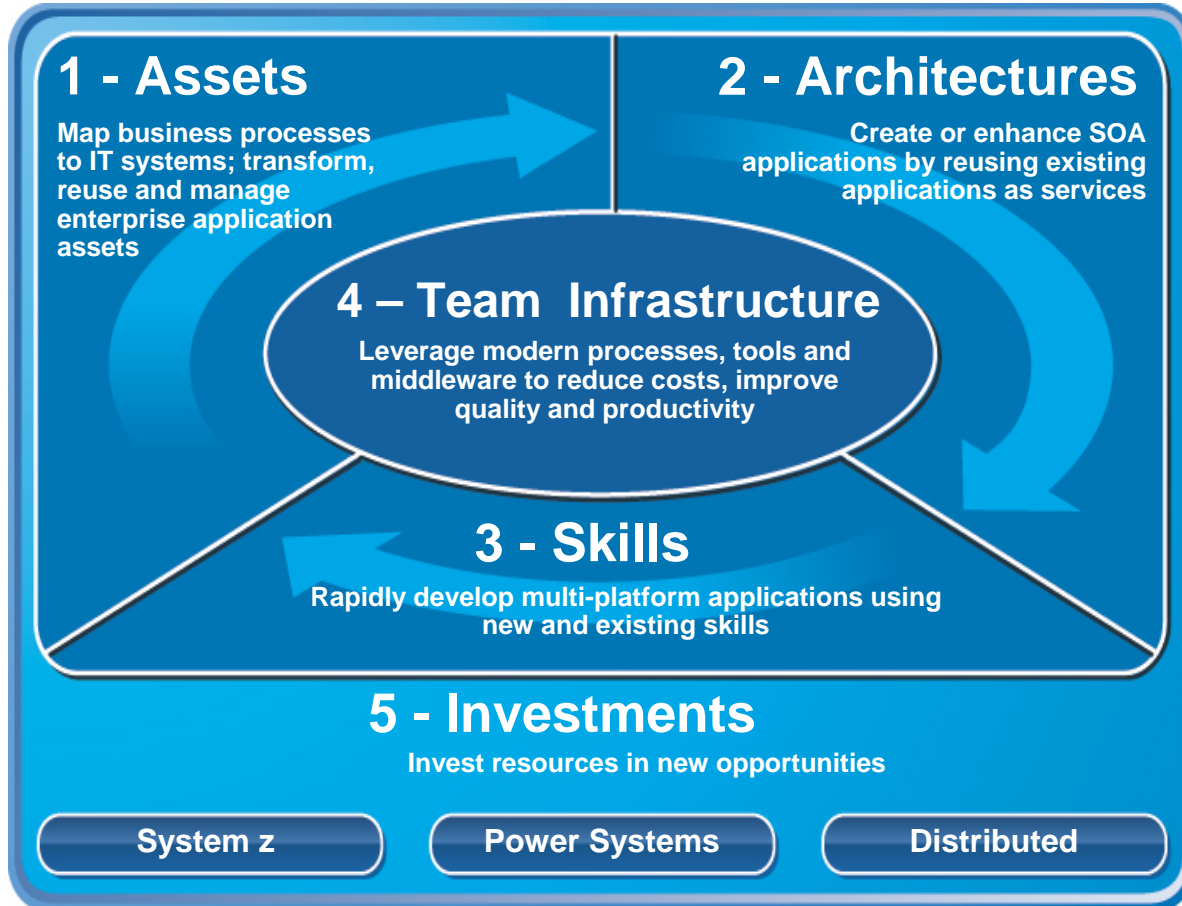 1 - Assets
Map business processes
to IT systems; transform,
reuse and manage
enterprise application
assets
2 - Architectures
Create or enhance SOA
applications by reusing existing
applications as services
4 – Team  Infrastructure
Leverage modern processes, tools and
middleware to reduce costs, improve
quality and productivity
3 - Skills
Rapidly develop multi-platform applications using
new and existing skills
5 - Investments
Invest resources in new opportunities
System z
Power Systems
Distributed